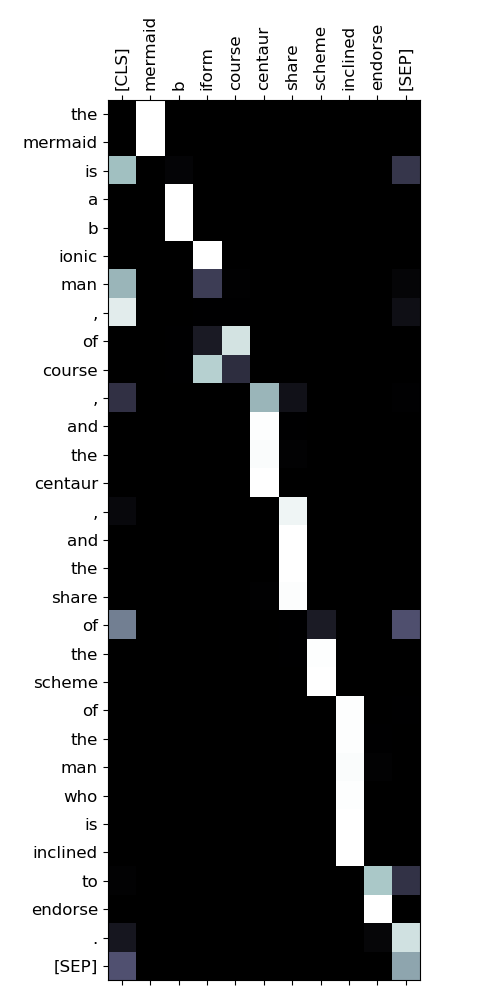 [CLS] mermaid b iform course centaur share scheme inclined endorse [SEP]
the
mermaid
is
a
b
ionic
man
,
of
course
,
and
the
centaur
,
and
the
share
of
the
scheme
of
the
man
who
is
inclined
to
endorse
.
[SEP]